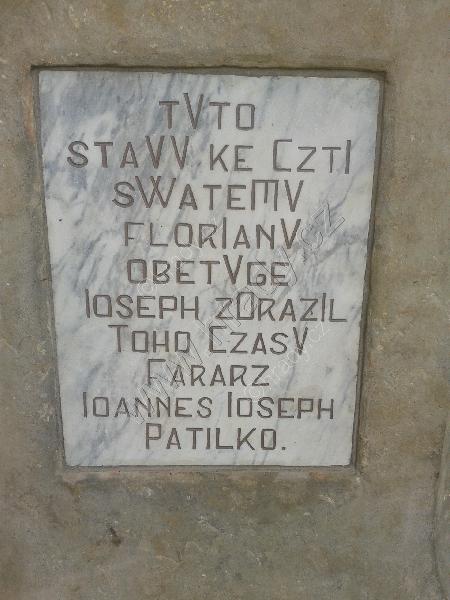 tVto
staVV ke CztI
sWateMV
florIanV
obetVge
Ioseph zorazIl
Toho CzasV
Fararz
Ioannes Ioseph
Patilko.